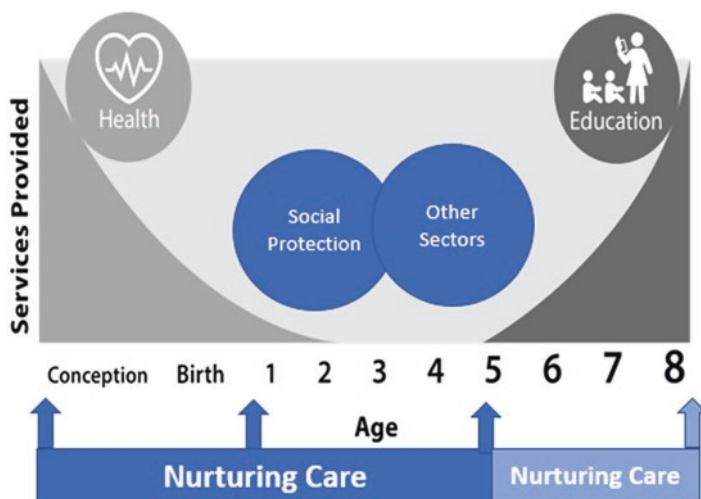 Services Provided
Health
Education
Social
Protection
Other
Sectors
Conception Birth 1 2 3 4 5 6 7 8
Age
Nurturing Care
Nurturing Care